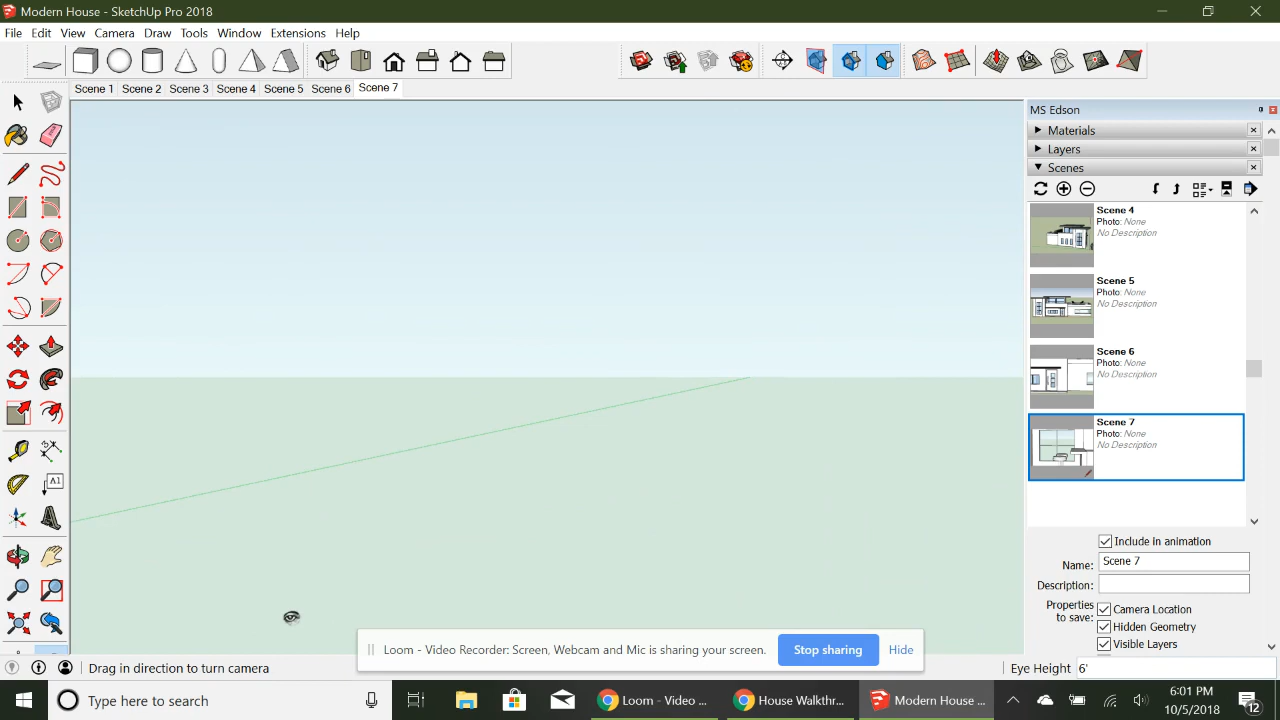 Modern House - SketchUp Pro 2018
File Edit View Camera Draw Tools Window Extensions Help
Scene 1 Scene 2 Scene 3 Scene 4 Scene 5 Scene 6 Scene 7
MS Edson
Materials
Layers
Scenes
Scene 4
Photo: None
No Description
Scene 5
Photo: None
No Description
Scene 6
Photo: None
No Description
Scene 7
Photo: None
No Description
Include in animation
Name: Scene 7
Description:
Properties to save:
Camera Location
Hidden Geometry
Visible Layers
A1
Loom - Video Recorder: Screen, Webcam and Mic is sharing your screen. Stop sharing Hide
Drag in direction to turn camera
Eye Height 6'
Type here to search
Loom - Video ...
House Walkthr...
Modern House ...
6:01 PM
10/5/2018
12